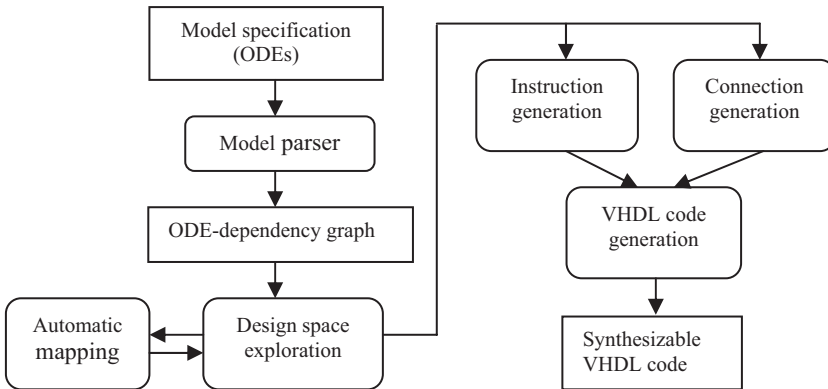 Model specification
(ODEs)
Model parser
ODE-dependency graph
Automatic
mapping
Design space
exploration
Instruction
generation
Connection
generation
VHDL code
generation
Synthesizable
VHDL code